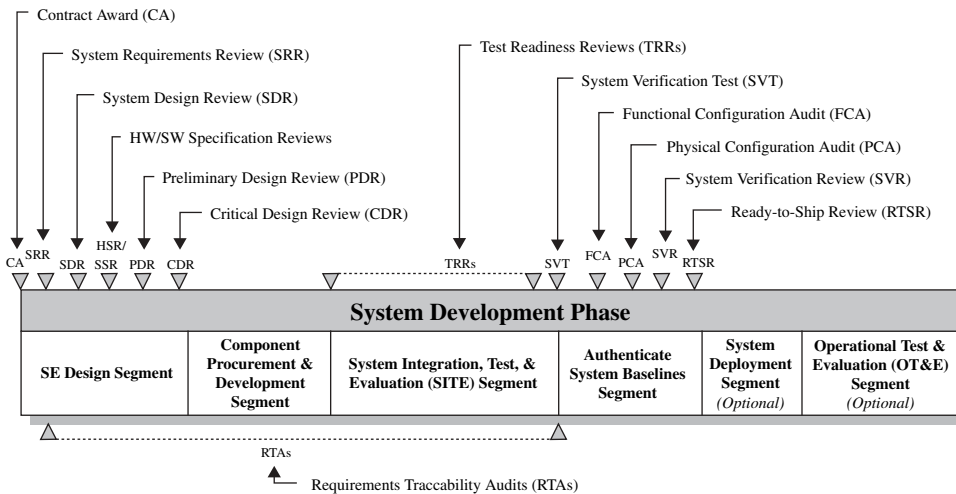 Contract Award (CA)
System Requirements Review (SRR)
System Design Review (SDR)
HW/SW Specification Reviews
Preliminary Design Review (PDR)
Critical Design Review (CDR)
Test Readiness Reviews (TRRs)
System Verification Test (SVT)
Functional Configuration Audit (FCA)
Physical Configuration Audit (PCA)
System Verification Review (SVR)
Ready-to-Ship Review (RTSR)
CA
SRR
SDR
HSR/
SSR
PDR
CDR
TRRs
SVT
FCA
PCA
SVR
RTSR
System Development Phase
SE Design Segment
Component
Procurement &
Development
Segment
System Integration, Test, &
Evaluation (SITE) Segment
Authenticate
System Baselines
Segment
System
Deployment
Segment
(Optional)
Operational Test &
Evaluation (OT&E)
Segment
(Optional)
RTAs
Requirements Traccability Audits (RTAs)